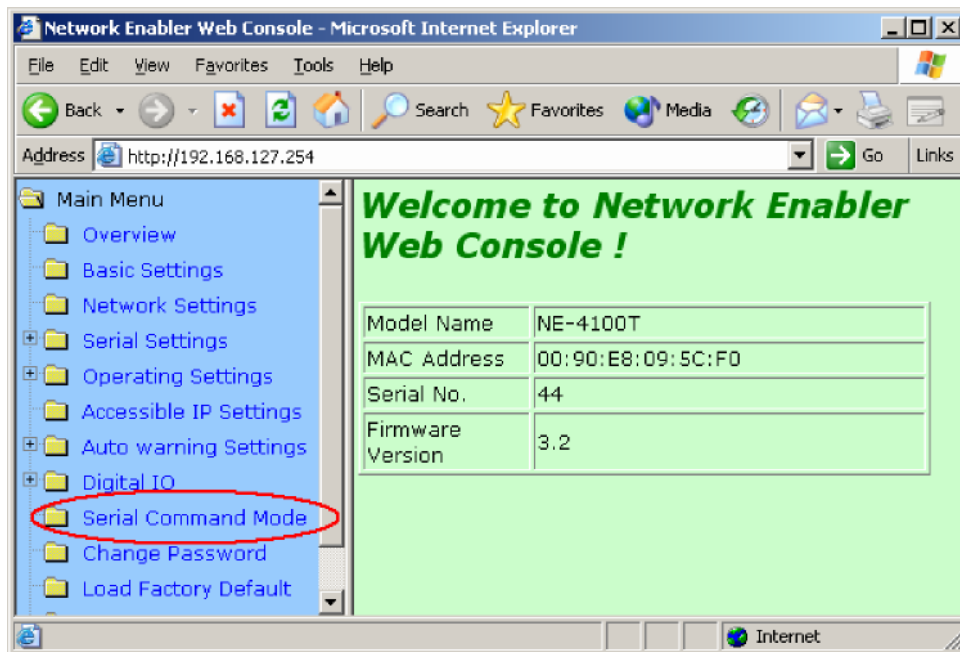 Network Enabler Web Console - Microsoft Internet Explorer
File Edit View Favorites Tools Help
Back Search Favorites Media
Address http://192.168.127.254 Go Links
Main Menu
Overview
Basic Settings
Network Settings
Serial Settings
Operating Settings
Accessible IP Settings
Auto warning Settings
Digital IO
Serial Command Mode
Change Password
Load Factory Default
Welcome to Network Enabler
Web Console !
Model Name NE-4100T
MAC Address 00:90:E8:09:5C:F0
Serial No. 44
Firmware
Version 3.2
Internet